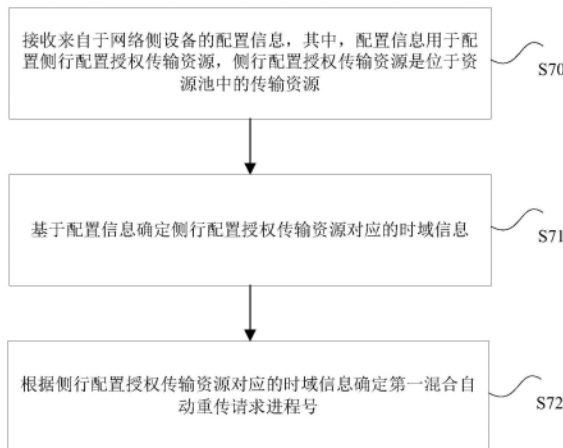 接收来自于网络侧设备的配置信息，其中，配置信息用于配
置侧行配置授权传输资源，侧行配置授权传输资源是位于资
源池中的传输资源
S70
基于配置信息确定侧行配置授权传输资源对应的时域信息
S71
根据侧行配置授权传输资源对应的时域信息确定第一混合自
动重传请求进程号
S72